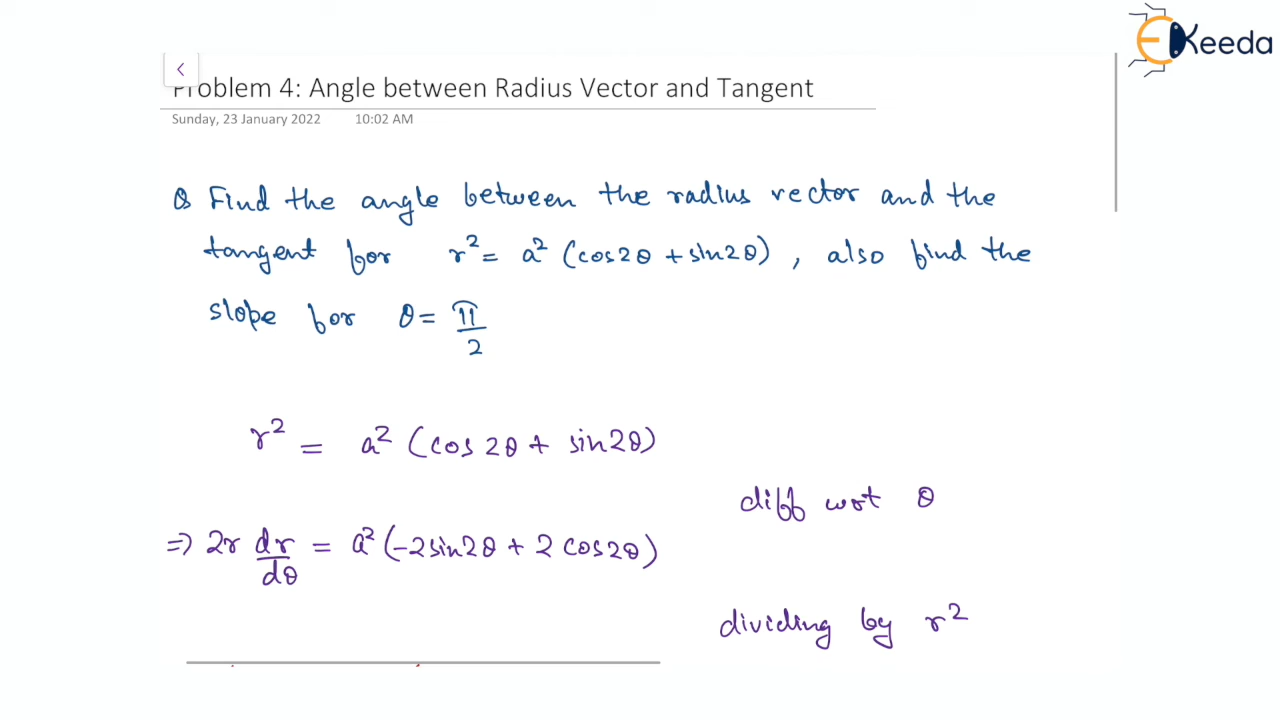 EKeeda
Problem 4: Angle between Radius Vector and Tangent
Sunday, 23 January 2022 10:02 AM
Q Find the angle between the radius vector and the
tangent for r² = a² (cos2θ + sin2θ), also find the
slope for θ = π/2
r² = a² (cos 2θ + sin2θ)
diff wrt θ
⇒ 2r dr/dθ = a² (-2sin2θ + 2 cos2θ)
dividing by r²